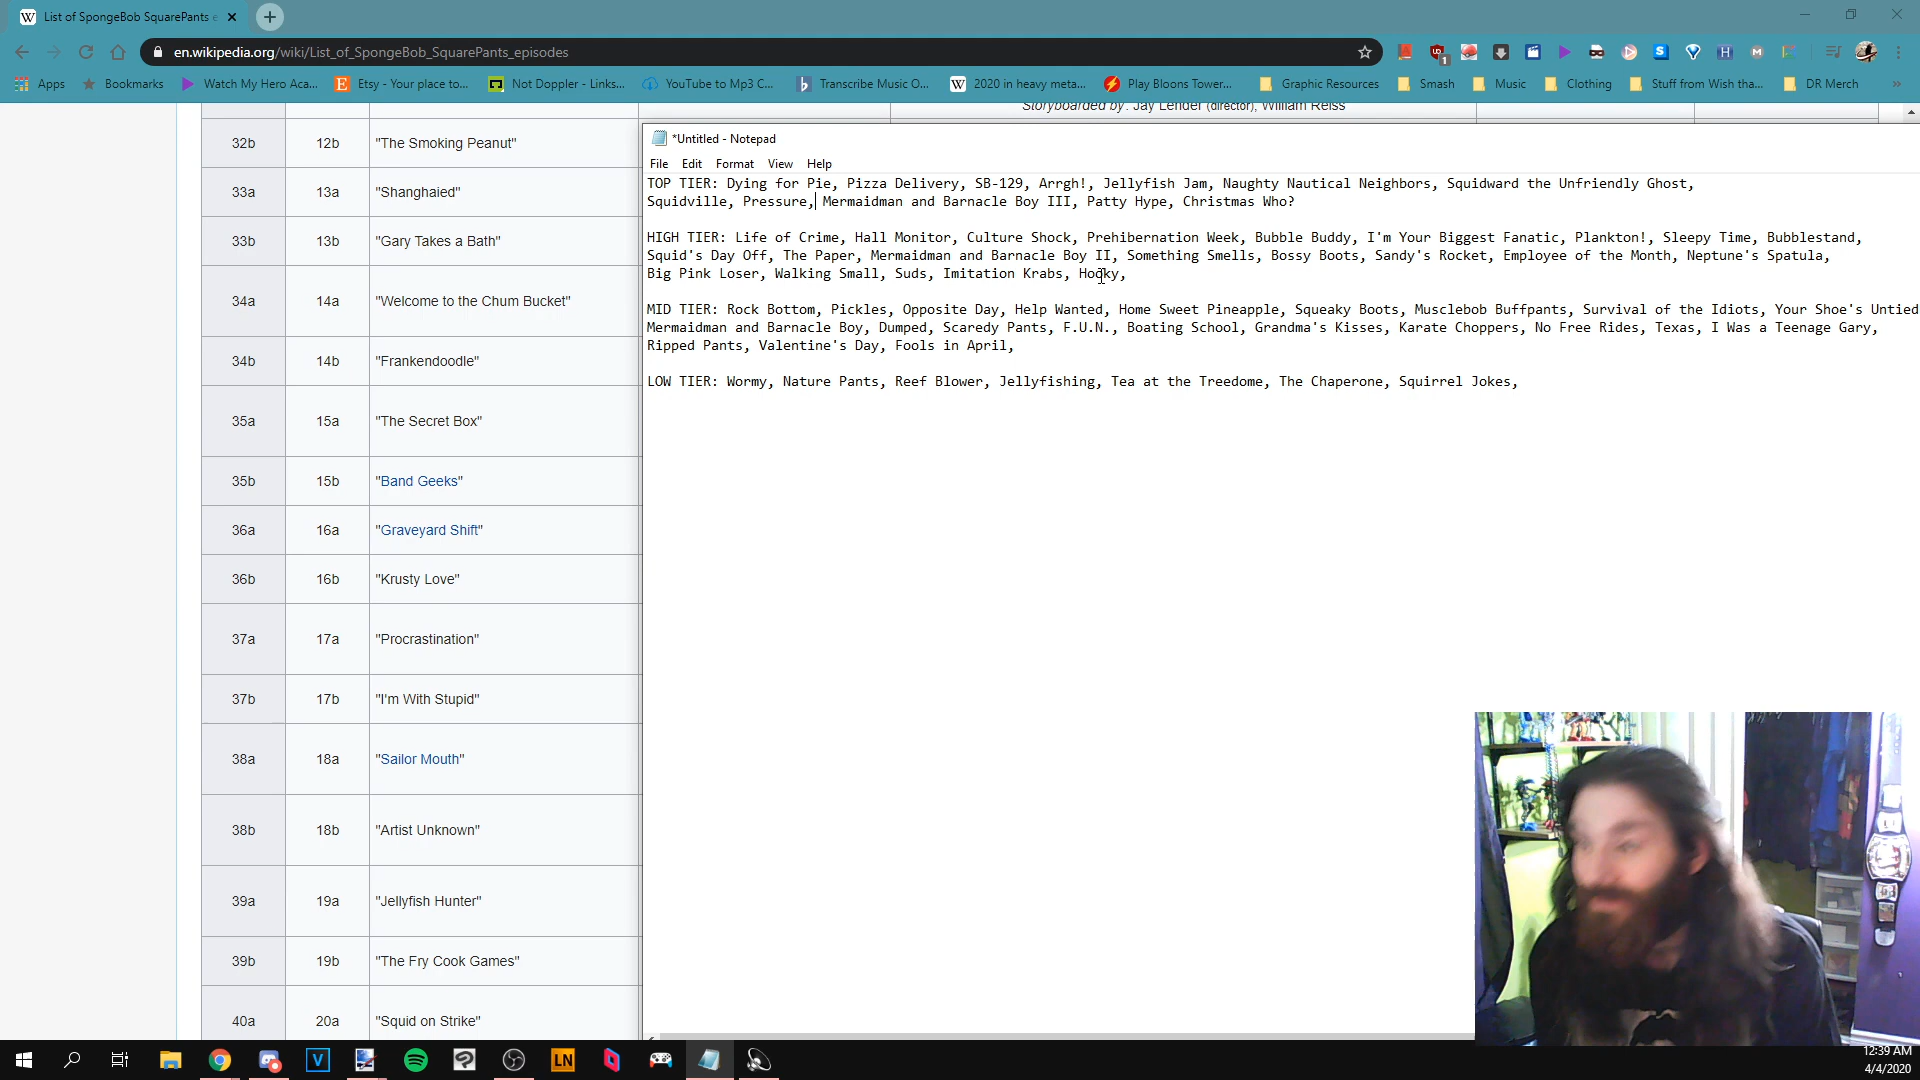 List of SpongeBob SquarePants e
en.wikipedia.org/wiki/List_of_SpongeBob_SquarePants_episodes
Apps
Bookmarks
Watch My Hero Aca...
Etsy - Your place to...
Not Doppler - Links...
YouTube to Mp3 C...
Transcribe Music O...
2020 in heavy meta...
Play Bloons Tower...
Graphic Resources
Smash
Music
Clothing
Stuff from Wish tha...
DR Merch
Storyboarded by: Jay Lender (director), William Reiss
32b 12b "The Smoking Peanut"
33a 13a "Shanghaied"
33b 13b "Gary Takes a Bath"
34a 14a "Welcome to the Chum Bucket"
34b 14b "Frankendoodle"
35a 15a "The Secret Box"
35b 15b "Band Geeks"
36a 16a "Graveyard Shift"
36b 16b "Krusty Love"
37a 17a "Procrastination"
37b 17b "I'm With Stupid"
38a 18a "Sailor Mouth"
38b 18b "Artist Unknown"
39a 19a "Jellyfish Hunter"
39b 19b "The Fry Cook Games"
40a 20a "Squid on Strike"
*Untitled - Notepad
File Edit Format View Help
TOP TIER: Dying for Pie, Pizza Delivery, SB-129, Arrgh!, Jellyfish Jam, Naughty Nautical Neighbors, Squidward the Unfriendly Ghost,
Squidville, Pressure, Mermaidman and Barnacle Boy III, Patty Hype, Christmas Who?
HIGH TIER: Life of Crime, Hall Monitor, Culture Shock, Prehibernation Week, Bubble Buddy, I'm Your Biggest Fanatic, Plankton!, Sleepy Time, Bubblestand,
Squid's Day Off, The Paper, Mermaidman and Barnacle Boy II, Something Smells, Bossy Boots, Sandy's Rocket, Employee of the Month, Neptune's Spatula,
Big Pink Loser, Walking Small, Suds, Imitation Krabs, Hooky,
MID TIER: Rock Bottom, Pickles, Opposite Day, Help Wanted, Home Sweet Pineapple, Squeaky Boots, Musclebob Buffpants, Survival of the Idiots, Your Shoe's Untied
Mermaidman and Barnacle Boy, Dumped, Scaredy Pants, F.U.N., Boating School, Grandma's Kisses, Karate Choppers, No Free Rides, Texas, I Was a Teenage Gary,
Ripped Pants, Valentine's Day, Fools in April,
LOW TIER: Wormy, Nature Pants, Reef Blower, Jellyfishing, Tea at the Treedome, The Chaperone, Squirrel Jokes,
12:39 AM
4/4/2020